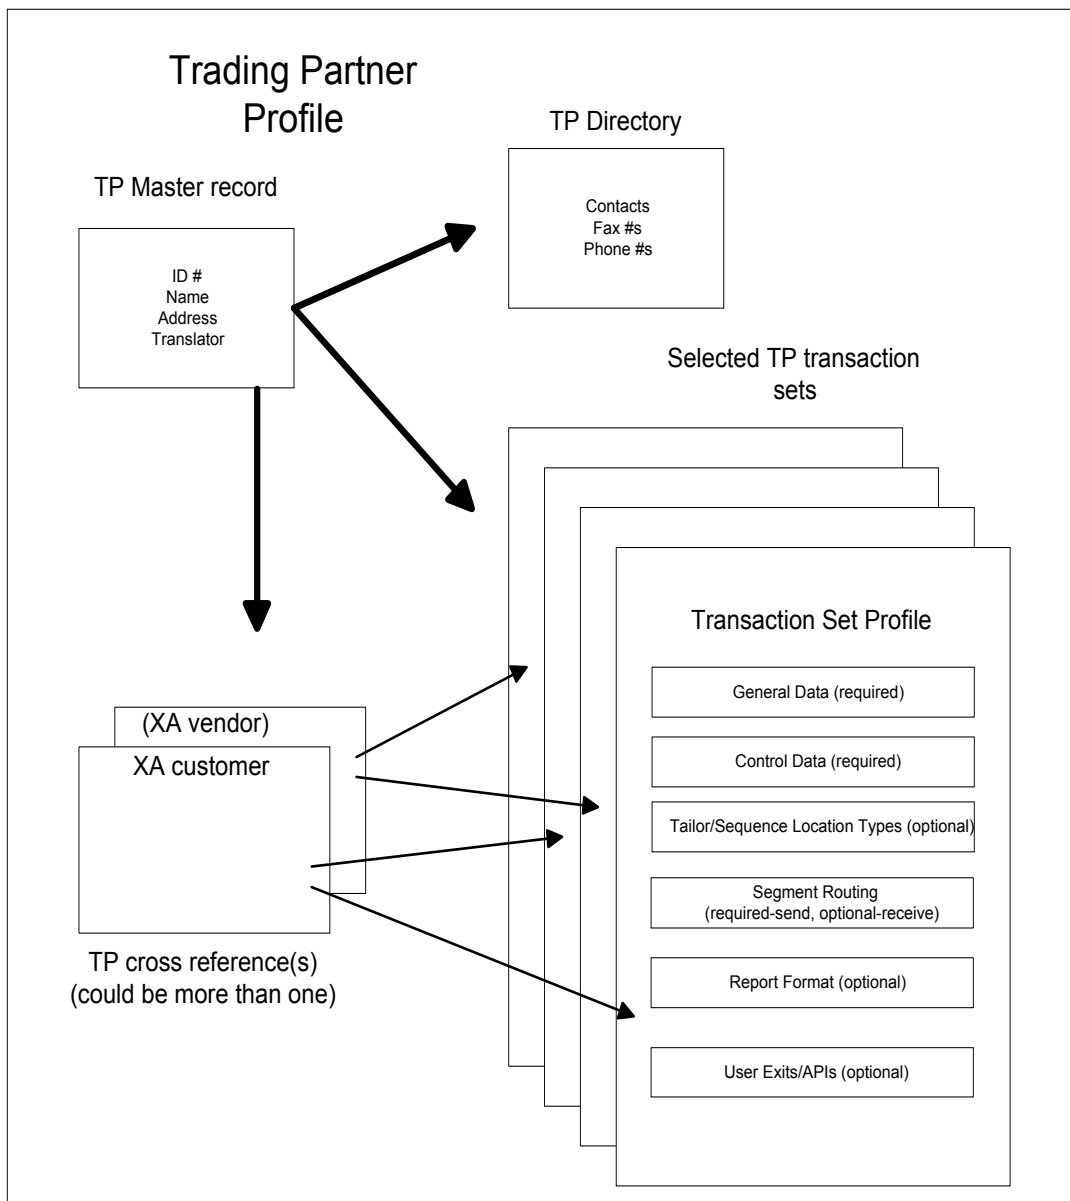 Trading Partner
Profile
TP Directory
TP Master record
Contacts
Fax #s
Phone #s
ID #
Name
Address
Translator
Selected TP transaction
sets
Transaction Set Profile
General Data (required)
Control Data (required)
Tailor/Sequence Location Types (optional)
Segment Routing
(required-send, optional-receive)
Report Format (optional)
User Exits/APIs (optional)
(XA vendor)
XA customer
TP cross reference(s)
(could be more than one)